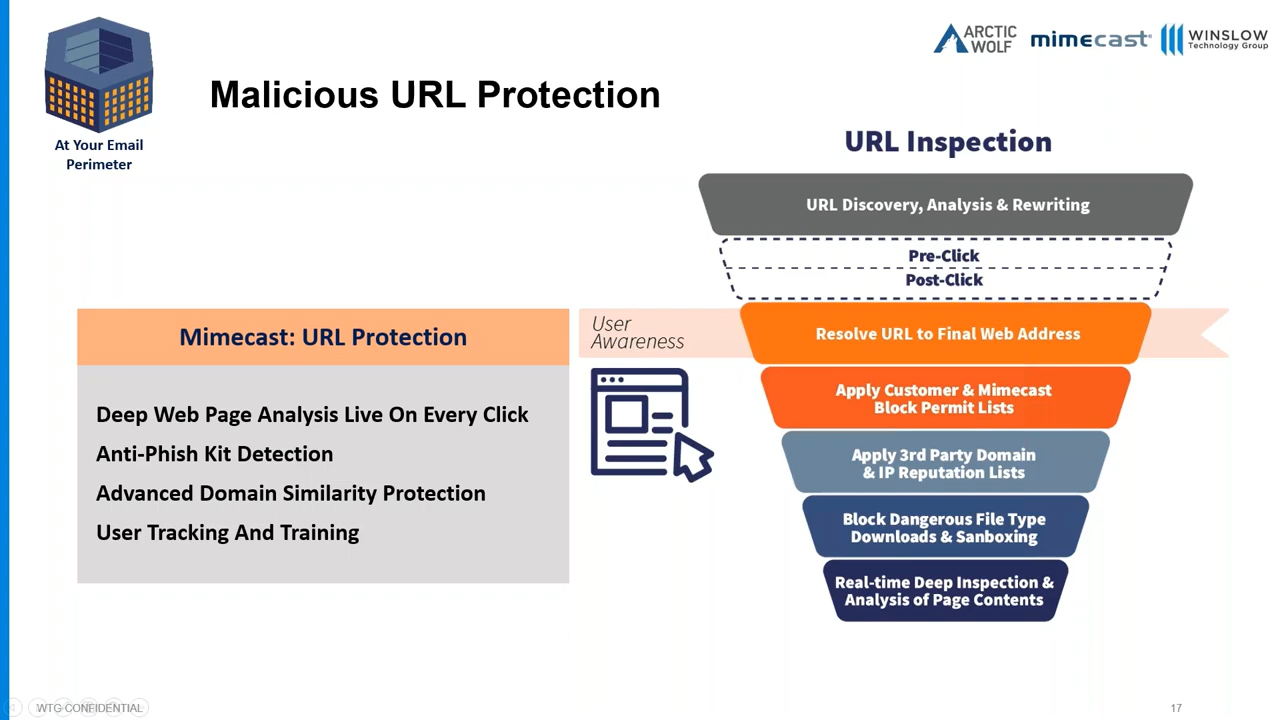 ARCTIC
WOLF
mimecast
WINSLOW
Technology Group
Malicious URL Protection
At Your Email
Perimeter
URL Inspection
URL Discovery, Analysis & Rewriting
Pre-Click
Post-Click
User
Awareness
Resolve URL to Final Web Address
Apply Customer & Mimecast
Block Permit Lists
Apply 3rd Party Domain
& IP Reputation Lists
Block Dangerous File Type
Downloads & Sanboxing
Real-time Deep Inspection &
Analysis of Page Contents
Mimecast: URL Protection
Deep Web Page Analysis Live On Every Click
Anti-Phish Kit Detection
Advanced Domain Similarity Protection
User Tracking And Training
WTG CONFIDENTIAL
17